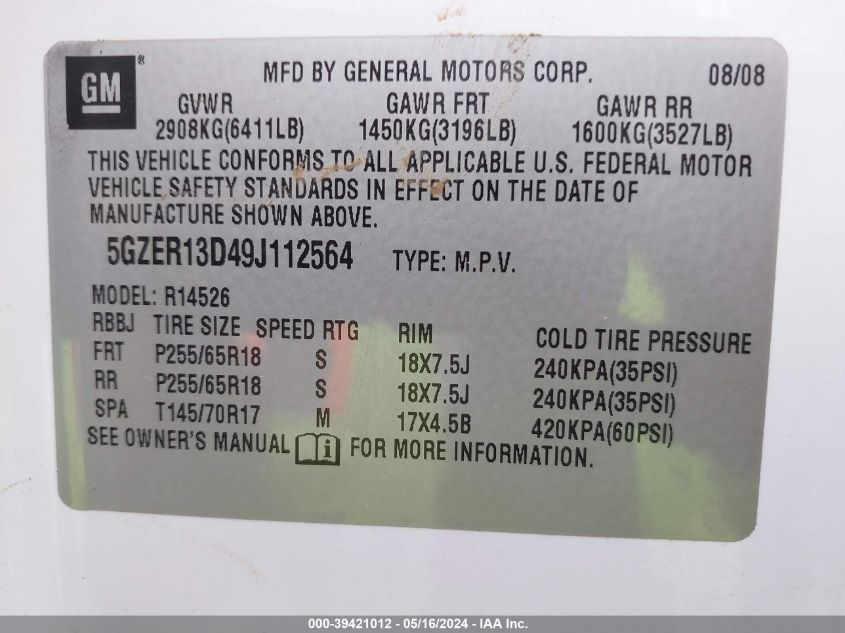 GM®
MFD BY GENERAL MOTORS CORP. 08/08
GVWR GAWR FRT GAWR RR
2908KG(6411LB) 1450KG(3196LB) 1600KG(3527LB)
THIS VEHICLE CONFORMS TO ALL APPLICABLE U.S. FEDERAL MOTOR
VEHICLE SAFETY STANDARDS IN EFFECT ON THE DATE OF
MANUFACTURE SHOWN ABOVE.
5GZER13D49J112564 TYPE: M.P.V.
MODEL: R14526
RBBJ TIRE SIZE SPEED RTG RIM COLD TIRE PRESSURE
FRT P255/65R18 S 18X7.5J 240KPA(35PSI)
RR P255/65R18 S 18X7.5J 240KPA(35PSI)
SPA T145/70R17 M 17X4.5B 420KPA(60PSI)
SEE OWNER'S MANUAL i FOR MORE INFORMATION.
000-39421012 - 05/16/2024 - IAA Inc.